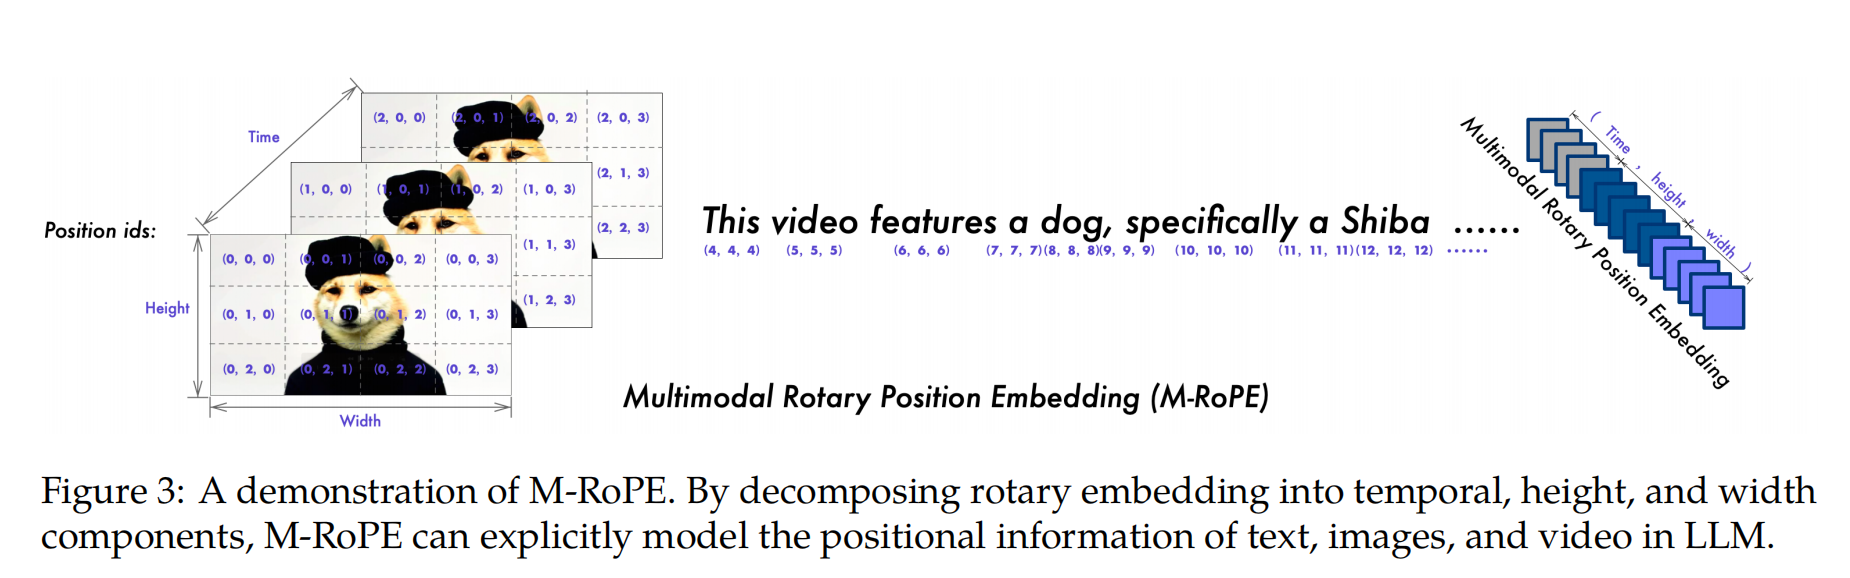 Time
(2, 0, 0) (2, 0, 1) (2, 0, 2) (2, 0, 3)
(2, 1, 3)
(2, 2, 3)
(1, 0, 0) (1, 0, 1) (1, 0, 2) (1, 0, 3)
(1, 1, 3)
(1, 2, 3)
Position ids:
(0, 0, 0) (0, 0, 1) (0, 0, 2) (0, 0, 3)
Height
(0, 1, 0) (0, 1, 1) (0, 1, 2) (0, 1, 3)
(0, 2, 0) (0, 2, 1) (0, 2, 2) (0, 2, 3)
Width
This video features a dog, specifically a Shiba ......
(4, 4, 4) (5, 5, 5) (6, 6, 6) (7, 7, 7)(8, 8, 8)(9, 9, 9) (10, 10, 10) (11, 11, 11)(12, 12, 12) ......
( Time , height , width )
Multimodal Rotary Position Embedding
Multimodal Rotary Position Embedding (M-RoPE)
Figure 3: A demonstration of M-RoPE. By decomposing rotary embedding into temporal, height, and width
components, M-RoPE can explicitly model the positional information of text, images, and video in LLM.